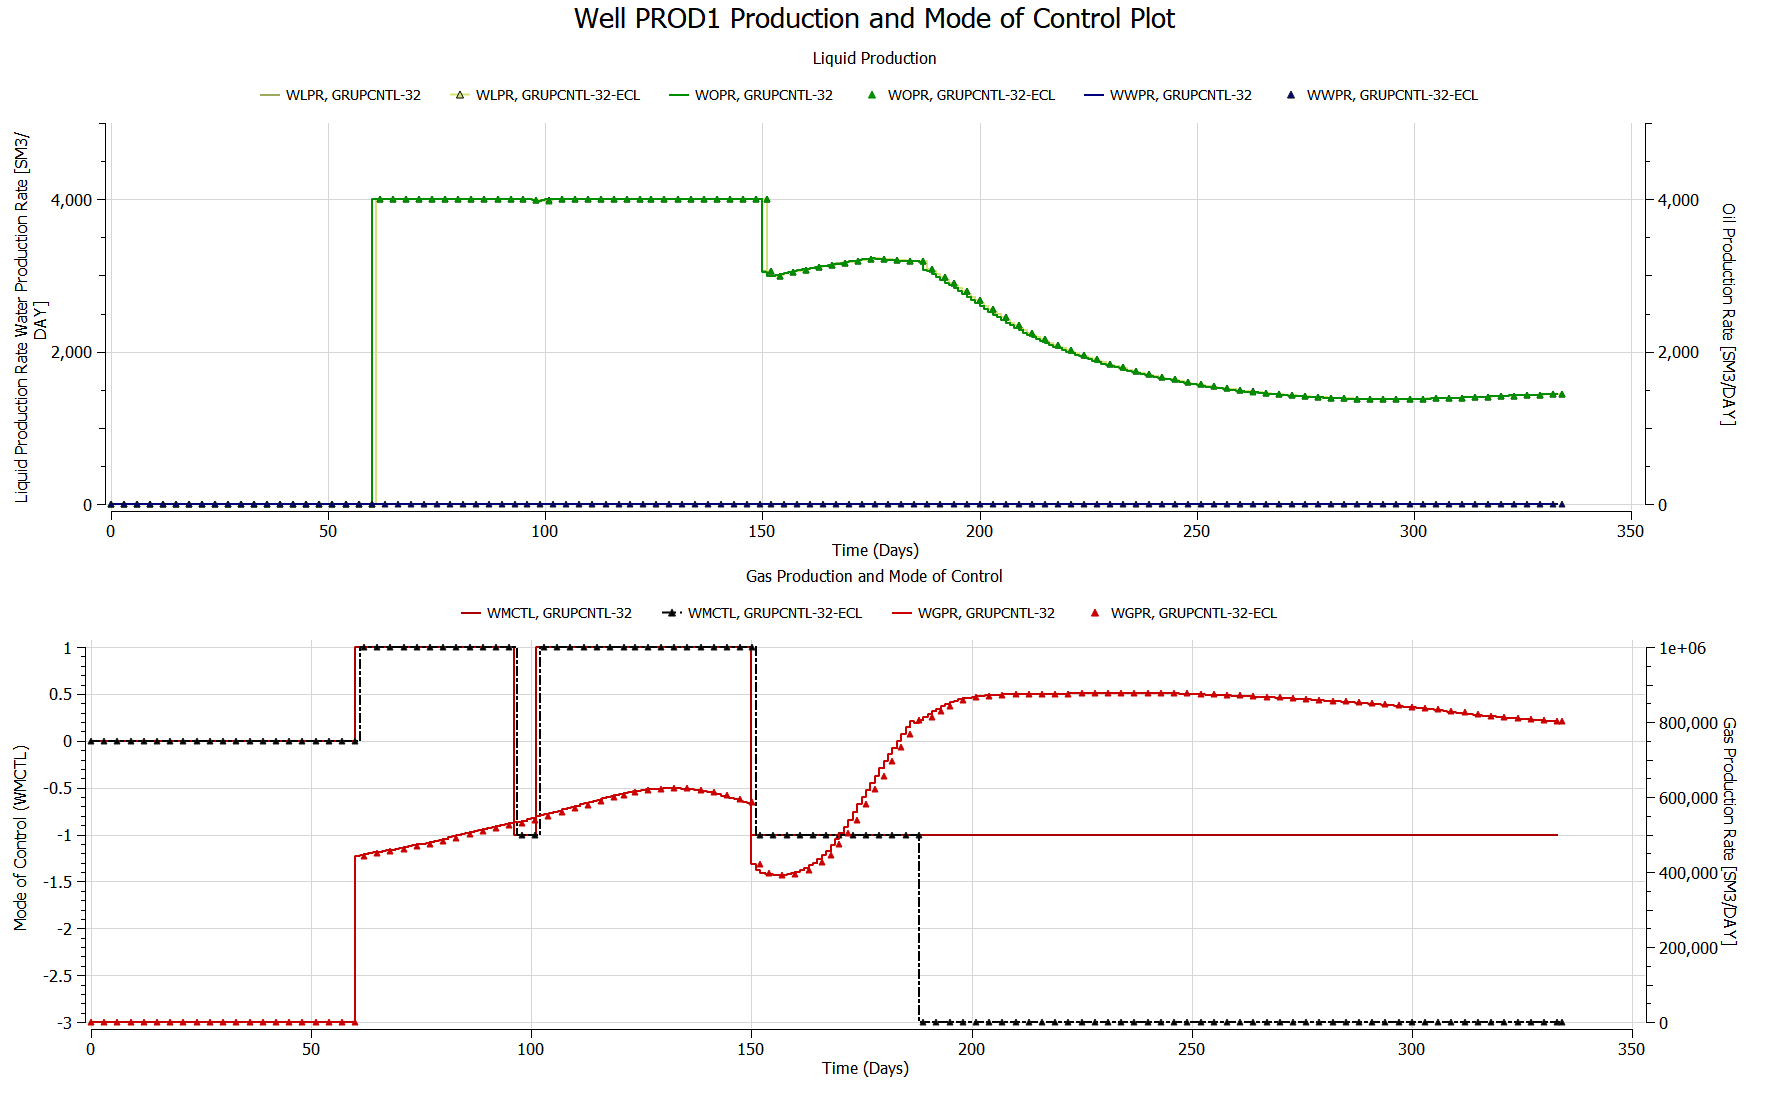 Well PROD1 Production and Mode of Control Plot
Liquid Production
WLPR, GRUPCNTL-32 WLPR, GRUPCNTL-32-ECL WOPR, GRUPCNTL-32 WOPR, GRUPCNTL-32-ECL WWPR, GRUPCNTL-32 WWPR, GRUPCNTL-32-ECL
Liquid Production Rate Water Production Rate [SM3/
DAY]
4,000
2,000
0
4,000
2,000
0
Oil Production Rate [SM3/DAY]
0 50 100 150 200 250 300 350
Time (Days)
Gas Production and Mode of Control
WMCTL, GRUPCNTL-32 WMCTL, GRUPCNTL-32-ECL WGPR, GRUPCNTL-32 WGPR, GRUPCNTL-32-ECL
Mode of Control (WMCTL)
1
0.5
0
-0.5
-1
-1.5
-2
-2.5
-3
1e+06
800,000
600,000
400,000
200,000
0
Gas Production Rate [SM3/DAY]
0 50 100 150 200 250 300 350
Time (Days)